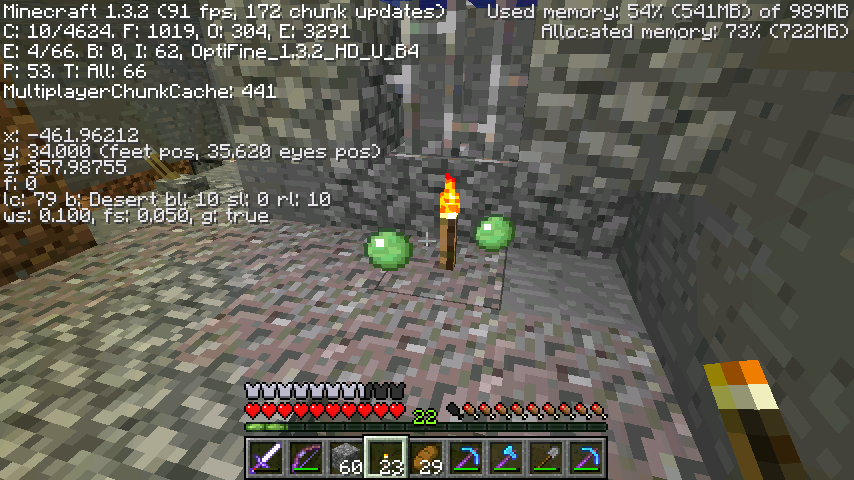 Minecraft 1.3.2 (91 fps, 172 chunk updates)
Used memory: 54% (541MB) of 989MB
C: 10/4624. F: 1019, O: 304, E: 3291
Allocated memory: 73% (722MB)
E: 4/66. B: 0, I: 62, OptiFine_1.3.2_HD_U_B4
P: 53. T: All: 66
MultiplayerChunkCache: 441
x: -461.96212
y: 34.000 (feet pos, 35.620 eyes pos)
z: 357.98755
f: 0
lc: 79 b: Desert bl: 10 sl: 0 rl: 10
ws: 0.100, fs: 0.050, g: true
22
60 23 29